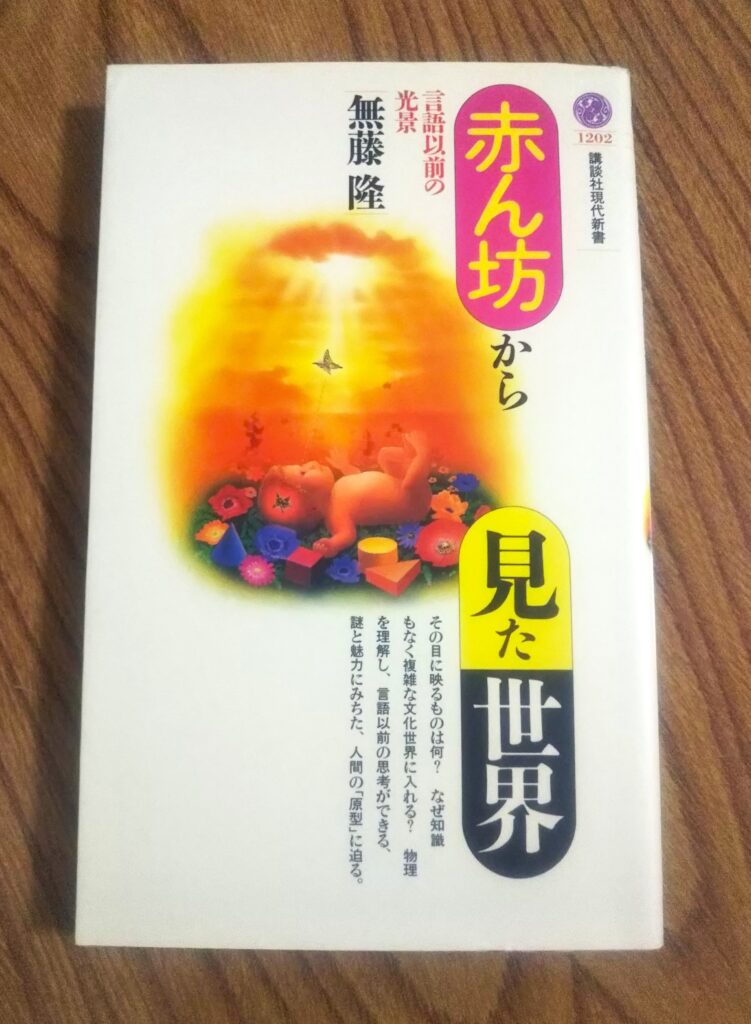 1202
講談社現代新書
赤ん坊から
見た世界
言語以前の
光景
無藤 隆
その目に映るものは何? なぜ知識
もなく複雑な文化世界に入れる? 物理
を理解し、言語以前の思考ができる、
謎と魅力にみちた、人間の「原型」に迫る。